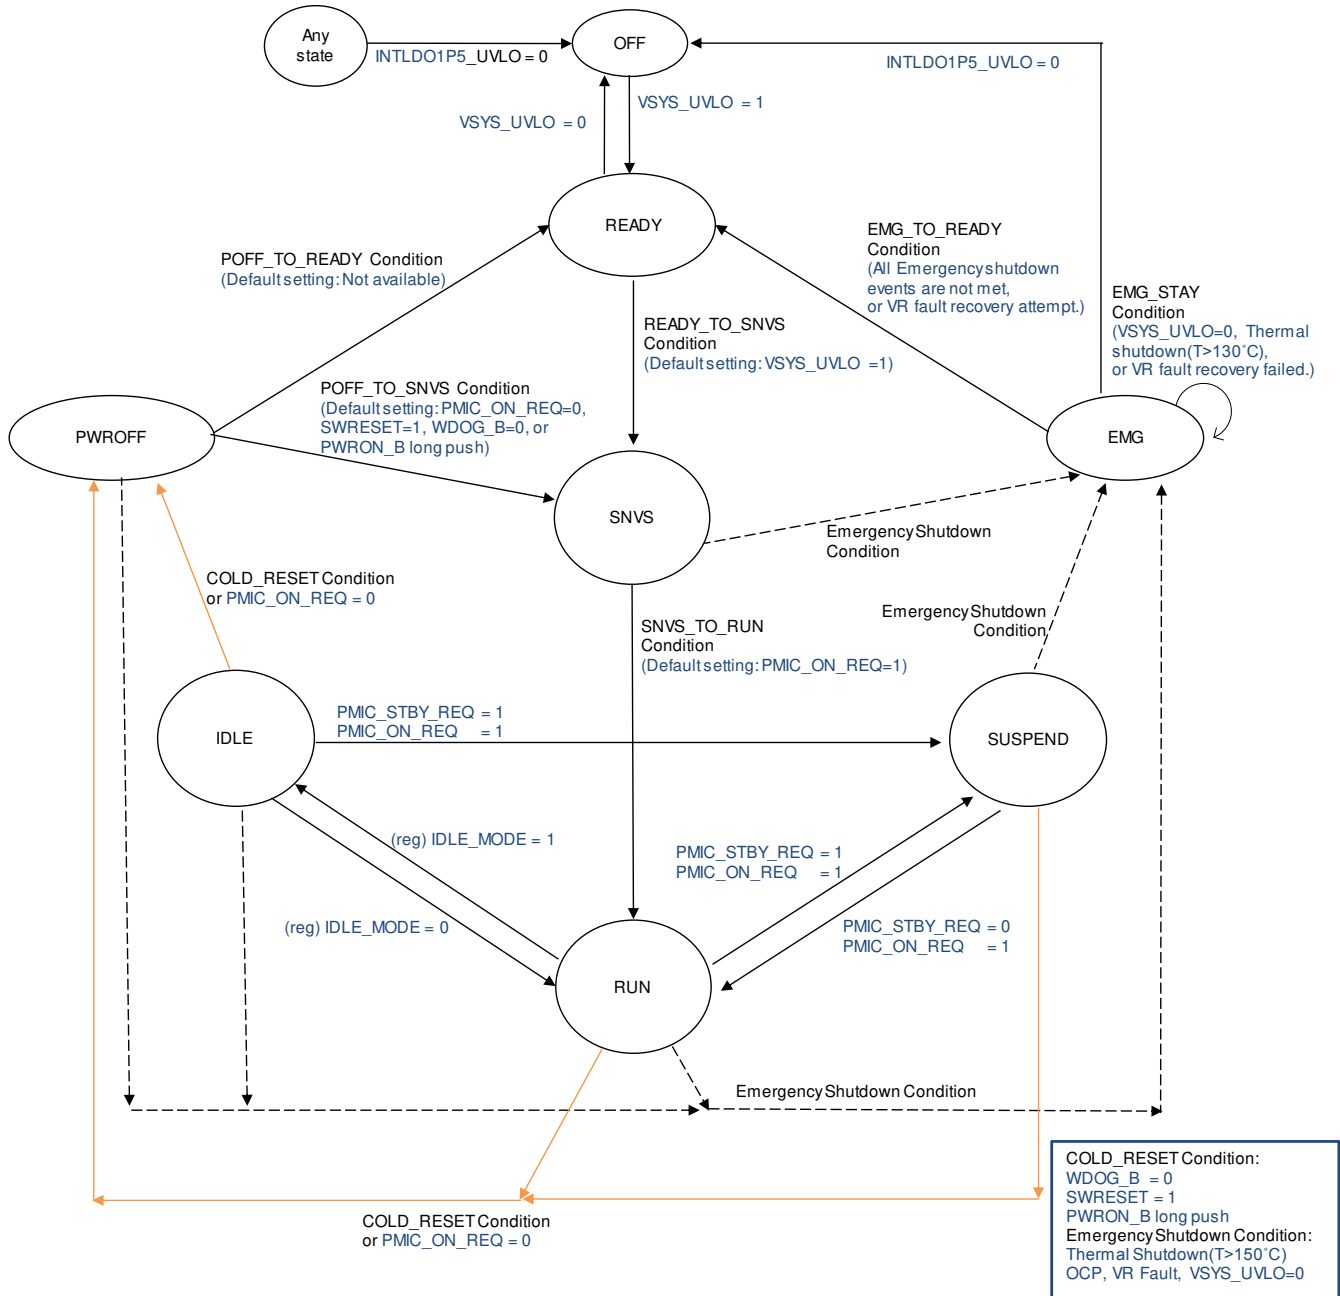 Any
state
OFF
INTLDO1P5_UVLO = 0
INTLDO1P5_UVLO = 0
VSYS_UVLO = 1
VSYS_UVLO = 0
READY
EMG_TO_READY
Condition
(All Emergency shutdown
events are not met,
or VR fault recovery attempt.)
POFF_TO_READY Condition
(Default setting: Not available)
EMG_STAY
Condition
(VSYS_UVLO=0, Thermal
shutdown(T>130°C),
or VR fault recovery failed.)
READY_TO_SNVS
Condition
(Default setting: VSYS_UVLO =1)
POFF_TO_SNVS Condition
(Default setting: PMIC_ON_REQ=0,
SWRESET=1, WDOG_B=0, or
PWRON_B long push)
PWROFF
EMG
SNVS
Emergency Shutdown
Condition
COLD_RESET Condition
or PMIC_ON_REQ = 0
Emergency Shutdown
Condition
SNVS_TO_RUN
Condition
(Default setting: PMIC_ON_REQ=1)
PMIC_STBY_REQ = 1
PMIC_ON_REQ = 1
IDLE
SUSPEND
(reg) IDLE_MODE = 1
PMIC_STBY_REQ = 1
PMIC_ON_REQ = 1
(reg) IDLE_MODE = 0
PMIC_STBY_REQ = 0
PMIC_ON_REQ = 1
RUN
Emergency Shutdown Condition
COLD_RESET Condition
or PMIC_ON_REQ = 0
COLD_RESET Condition:
WDOG_B = 0
SWRESET = 1
PWRON_B long push
Emergency Shutdown Condition:
Thermal Shutdown(T>150°C)
OCP, VR Fault, VSYS_UVLO=0